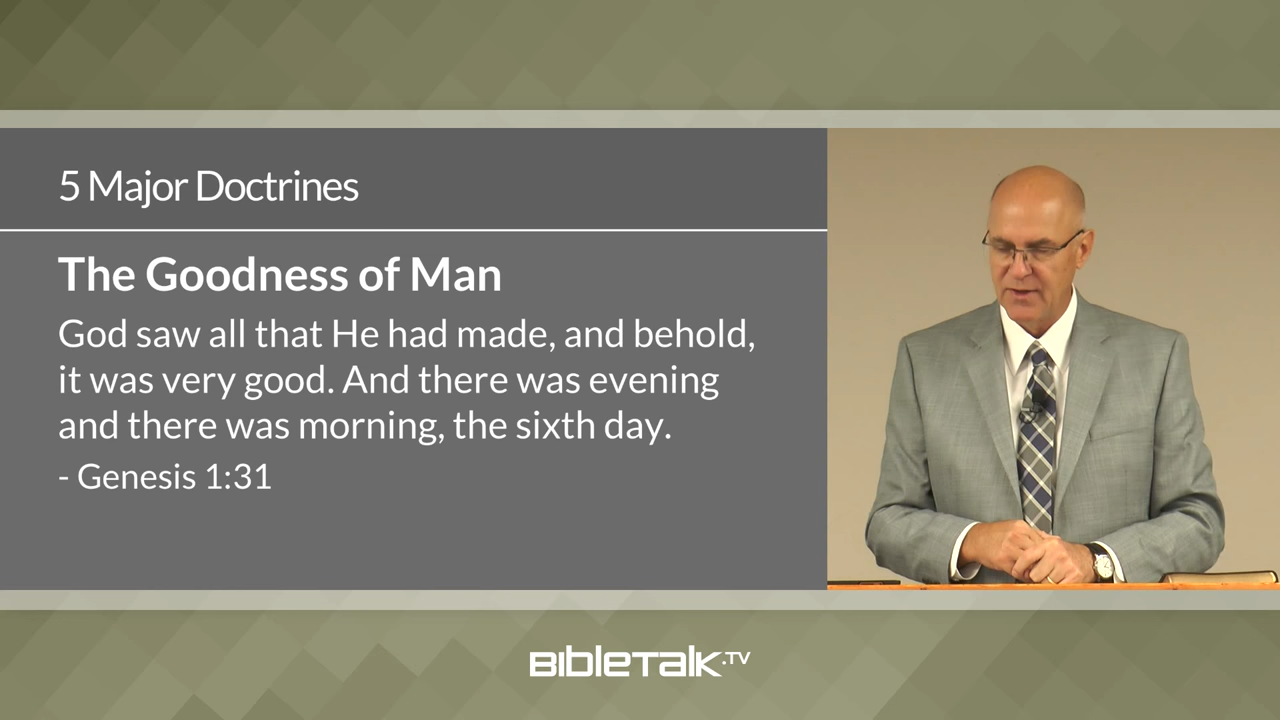 5 Major Doctrines
The Goodness of Man
God saw all that He had made, and behold,
it was very good. And there was evening
and there was morning, the sixth day.
- Genesis 1:31
BIBLETALK.TV